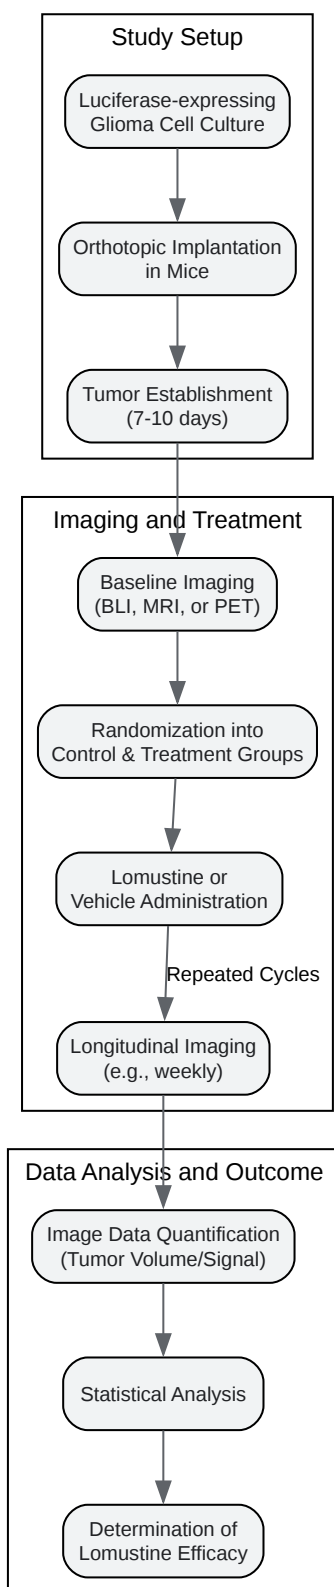 Study Setup
Luciferase-expressing
Glioma Cell Culture
Orthotopic Implantation
in Mice
Tumor Establishment
(7-10 days)
Imaging and Treatment
Baseline Imaging
(BLI, MRI, or PET)
Randomization into
Control & Treatment Groups
Lomustine or
Vehicle Administration
Repeated Cycles
Longitudinal Imaging
(e.g., weekly)
Data Analysis and Outcome
Image Data Quantification
(Tumor Volume/Signal)
Statistical Analysis
Determination of
Lomustine Efficacy